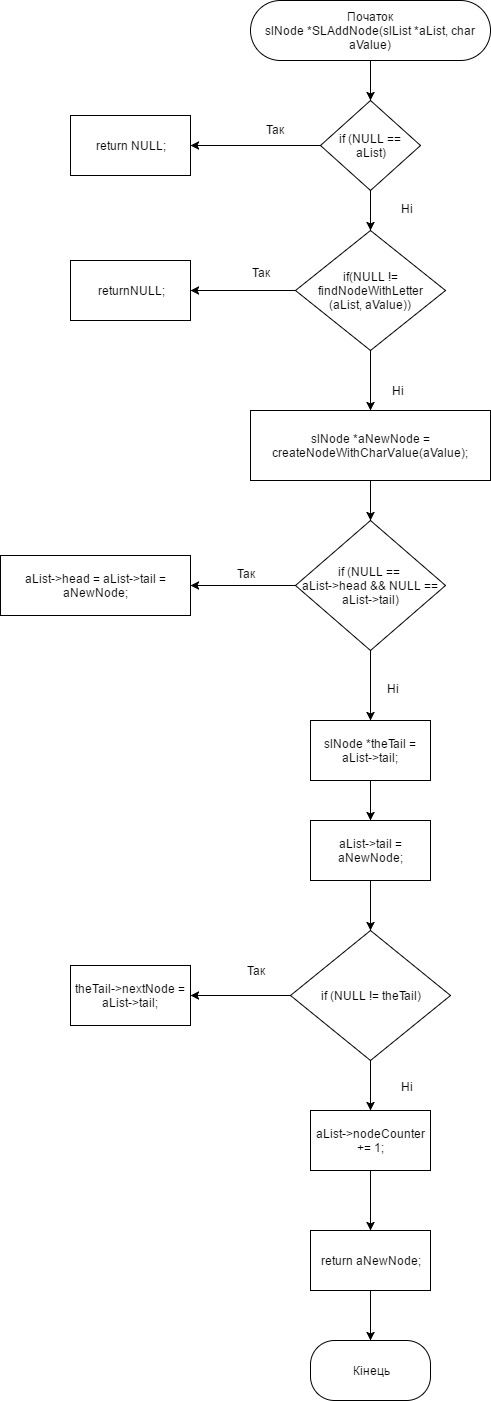 Початок
slNode *SLAddNode(slList *aList, char
aValue)
if (NULL ==
aList)
Так
return NULL;
Ні
if(NULL !=
findNodeWithLetter
(aList, aValue))
Так
returnNULL;
Ні
slNode *aNewNode =
createNodeWithCharValue(aValue);
if (NULL ==
aList->head && NULL ==
aList->tail)
Так
aList->head = aList->tail =
aNewNode;
Ні
slNode *theTail =
aList->tail;
aList->tail =
aNewNode;
if (NULL != theTail)
Так
theTail->nextNode =
aList->tail;
Ні
aList->nodeCounter
+= 1;
return aNewNode;
Кінець